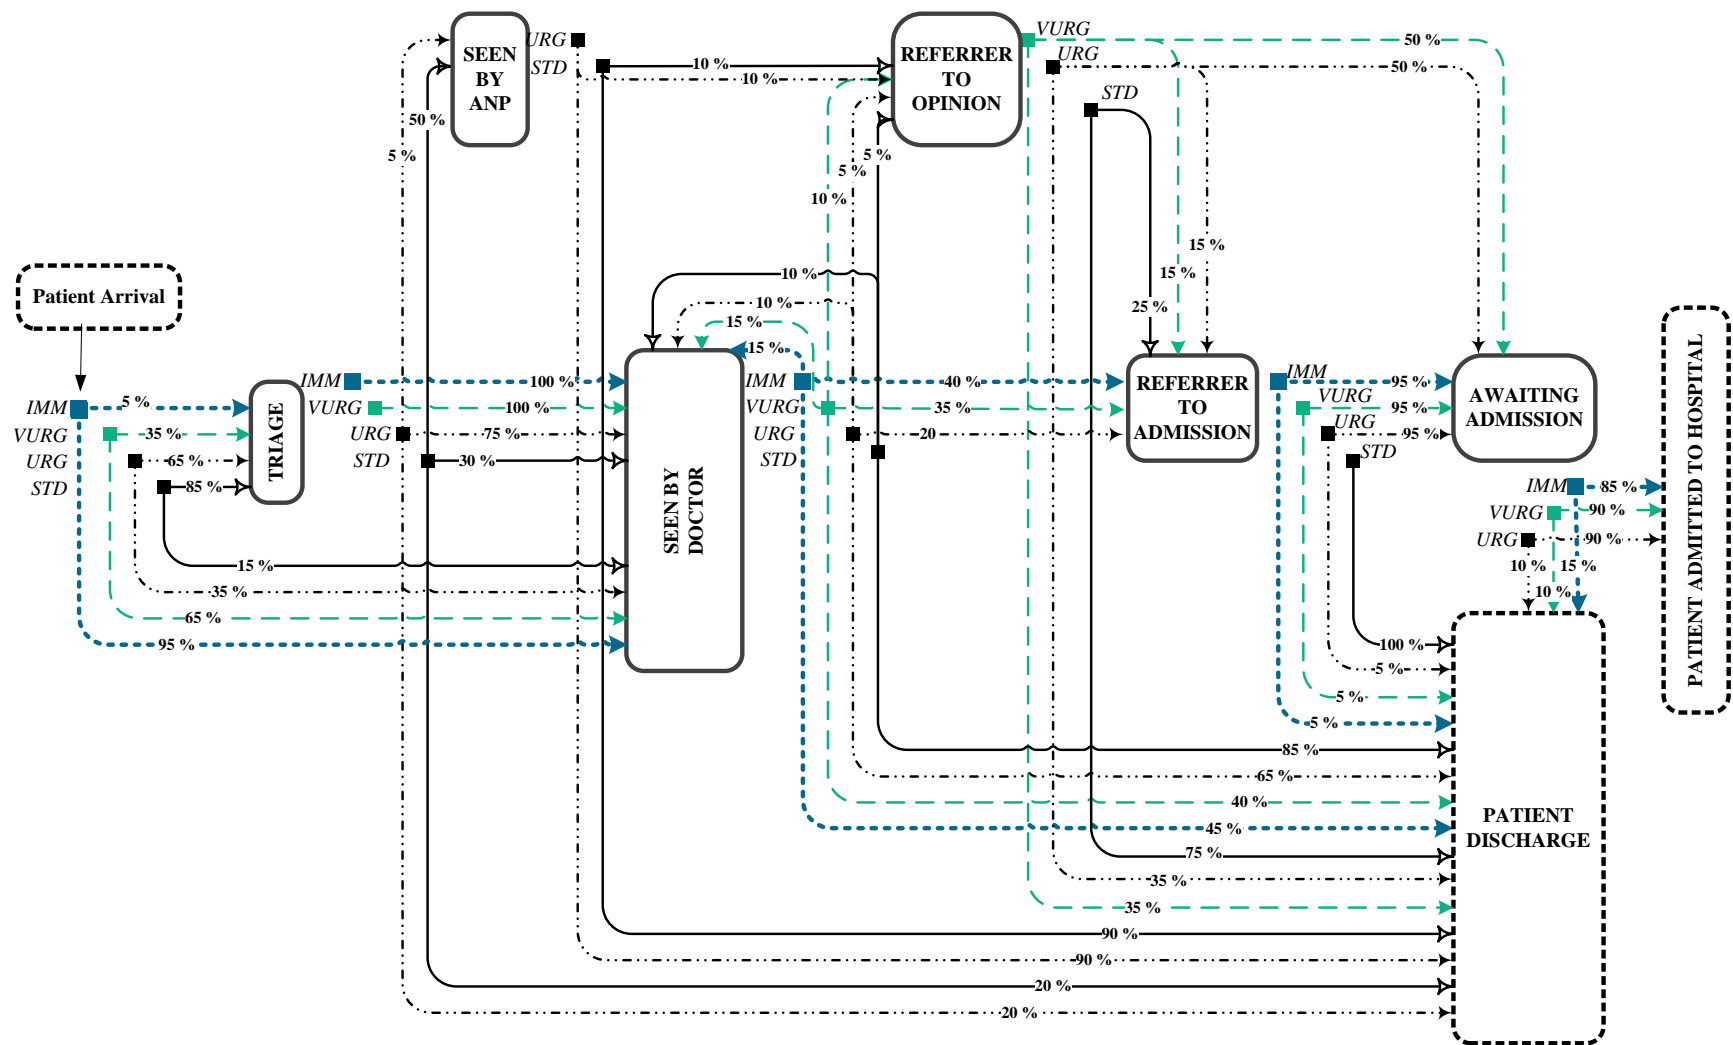 SEEN
BY
ANP
URG
STD
10 %
10 %
REFERRER
TO
OPINION
VURG
URG
STD
50 %
50 %
50 %
5 %
5 %
5 %
10 %
15 %
15 %
25 %
Patient Arrival
10 %
10 %
15 %
15 %
IMM
VURG
URG
STD
5 %
35 %
65 %
85 %
TRIAGE
IMM
VURG
URG
STD
100 %
100 %
75 %
30 %
SEEN BY
DOCTOR
15 %
35 %
65 %
95 %
IMM
VURG
URG
STD
40 %
35 %
20
REFERRER
TO
ADMISSION
IMM
VURG
URG
STD
95 %
95 %
95 %
AWAITING
ADMISSION
IMM
VURG
URG
85 %
90 %
90 %
10 %
15 %
10 %
PATIENT ADMITTED TO HOSPITAL
100 %
5 %
5 %
5 %
85 %
65 %
40 %
45 %
75 %
35 %
35 %
90 %
90 %
20 %
20 %
PATIENT
DISCHARGE